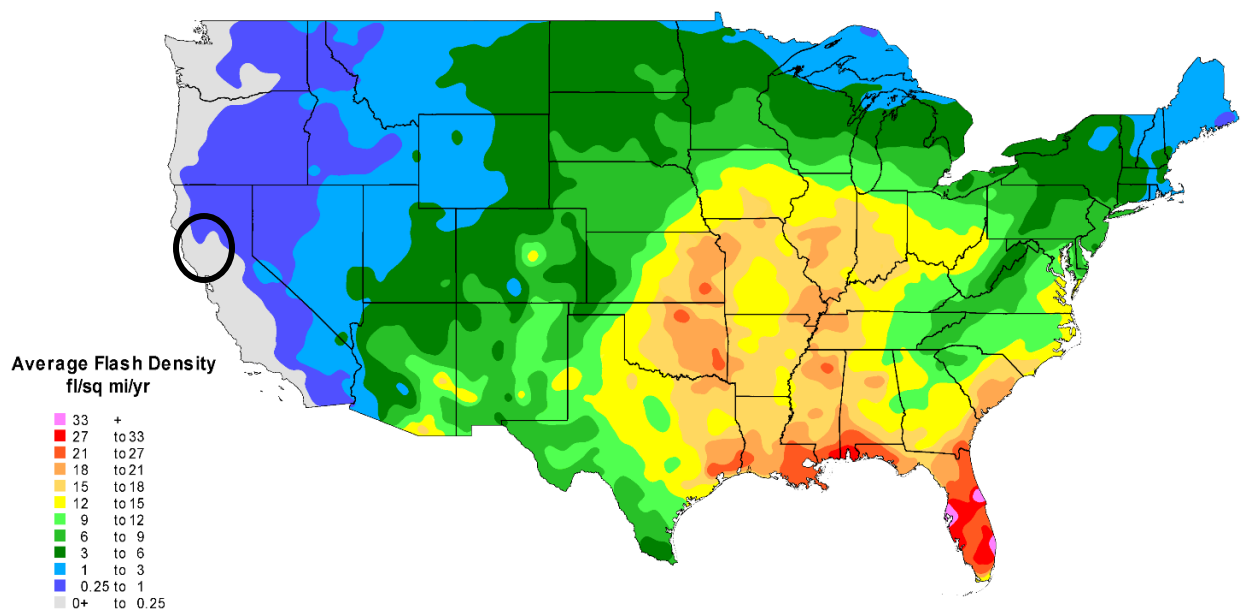 Average Flash Density
fl/sq mi/yr
33 +
27 to 33
21 to 27
18 to 21
15 to 18
12 to 15
9 to 12
6 to 9
3 to 6
1 to 3
0.25 to 1
0+ to 0.25